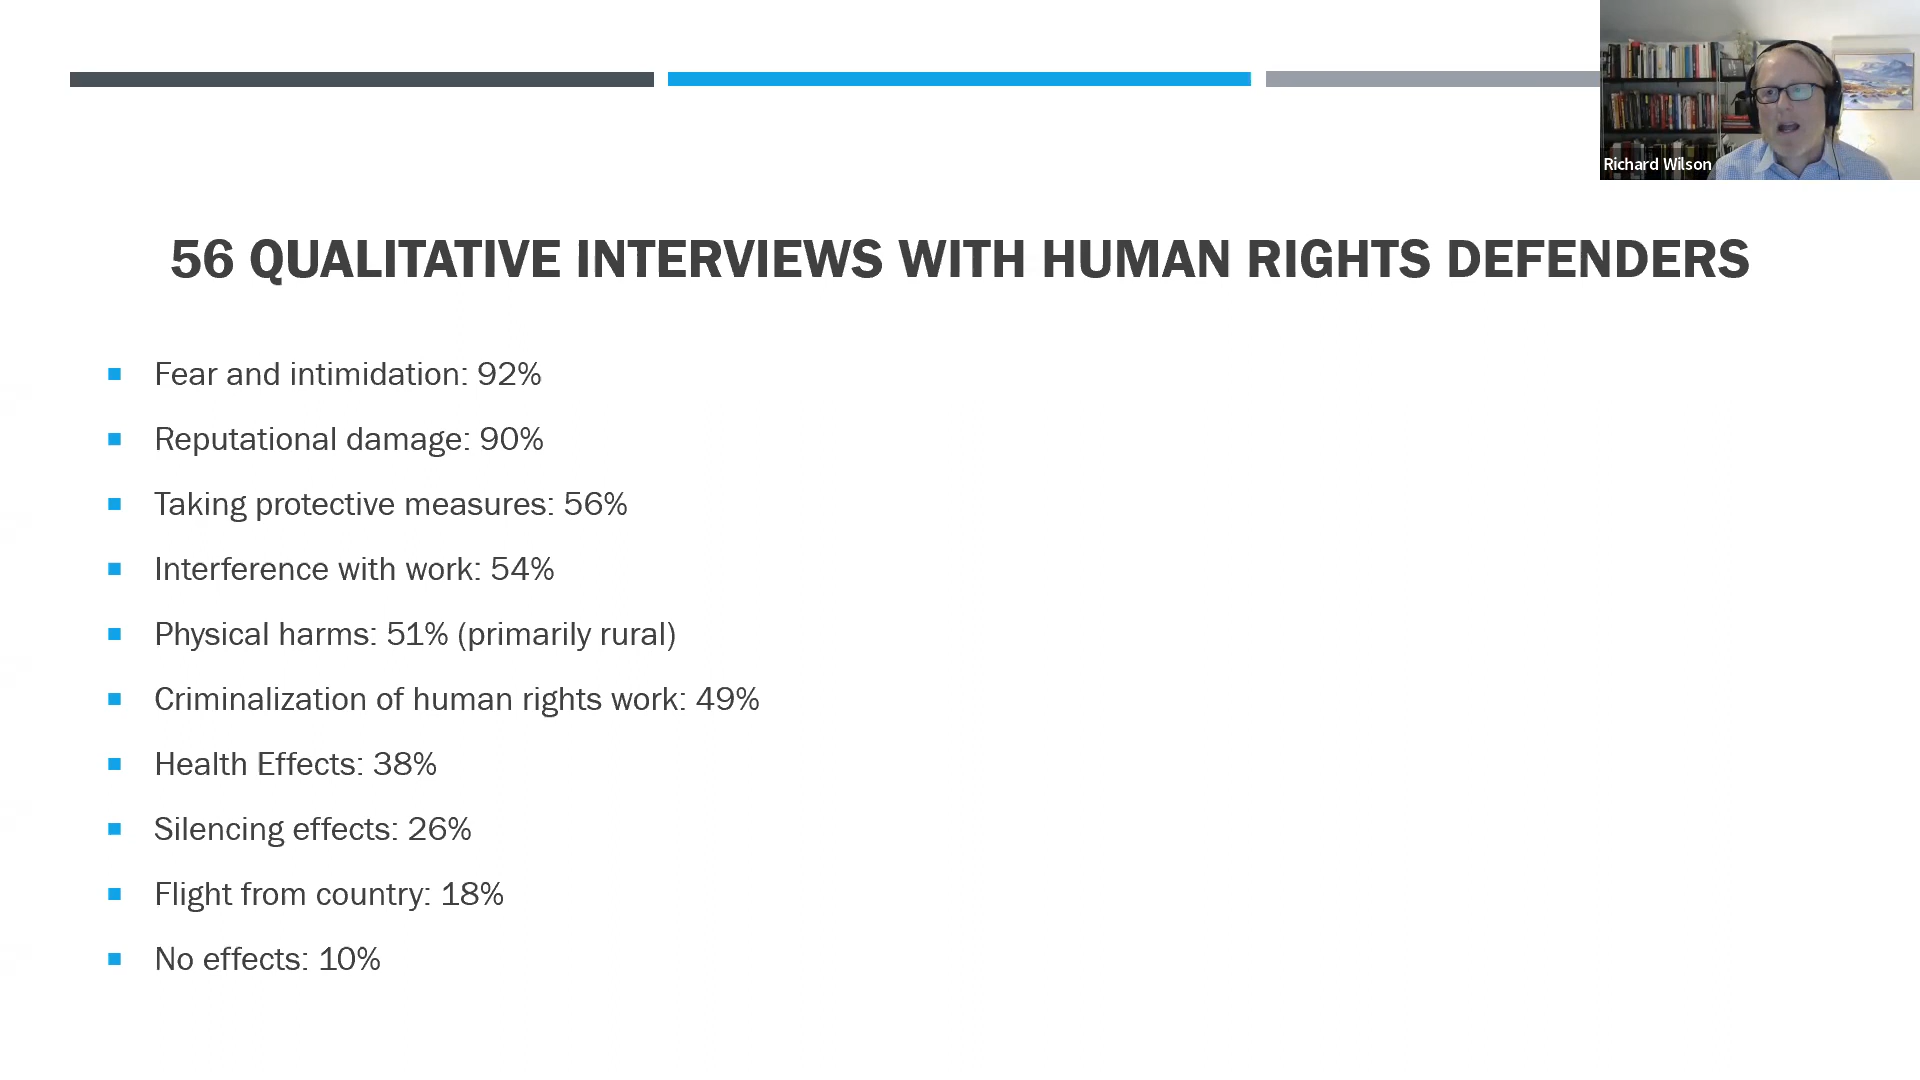 Richard Wilson
56 QUALITATIVE INTERVIEWS WITH HUMAN RIGHTS DEFENDERS
Fear and intimidation: 92%
Reputational damage: 90%
Taking protective measures: 56%
Interference with work: 54%
Physical harms: 51% (primarily rural)
Criminalization of human rights work: 49%
Health Effects: 38%
Silencing effects: 26%
Flight from country: 18%
No effects: 10%